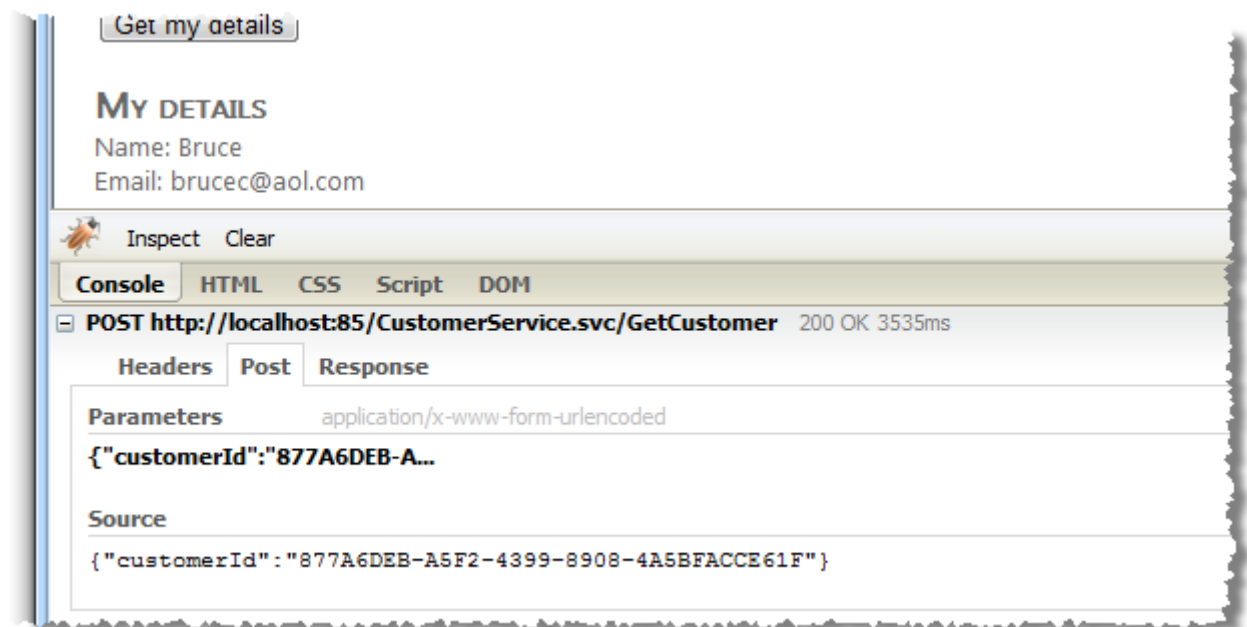 Get my details
My details
Name: Bruce
Email: brucec@aol.com
Inspect Clear
Console HTML CSS Script DOM
POST http://localhost:85/CustomerService.svc/GetCustomer 200 OK 3535ms
Headers Post Response
Parameters application/x-www-form-urlencoded
{"customerId":"877A6DEB-A...
Source
{"customerId":"877A6DEB-A5F2-4399-8908-4A5BFACCE61F"}